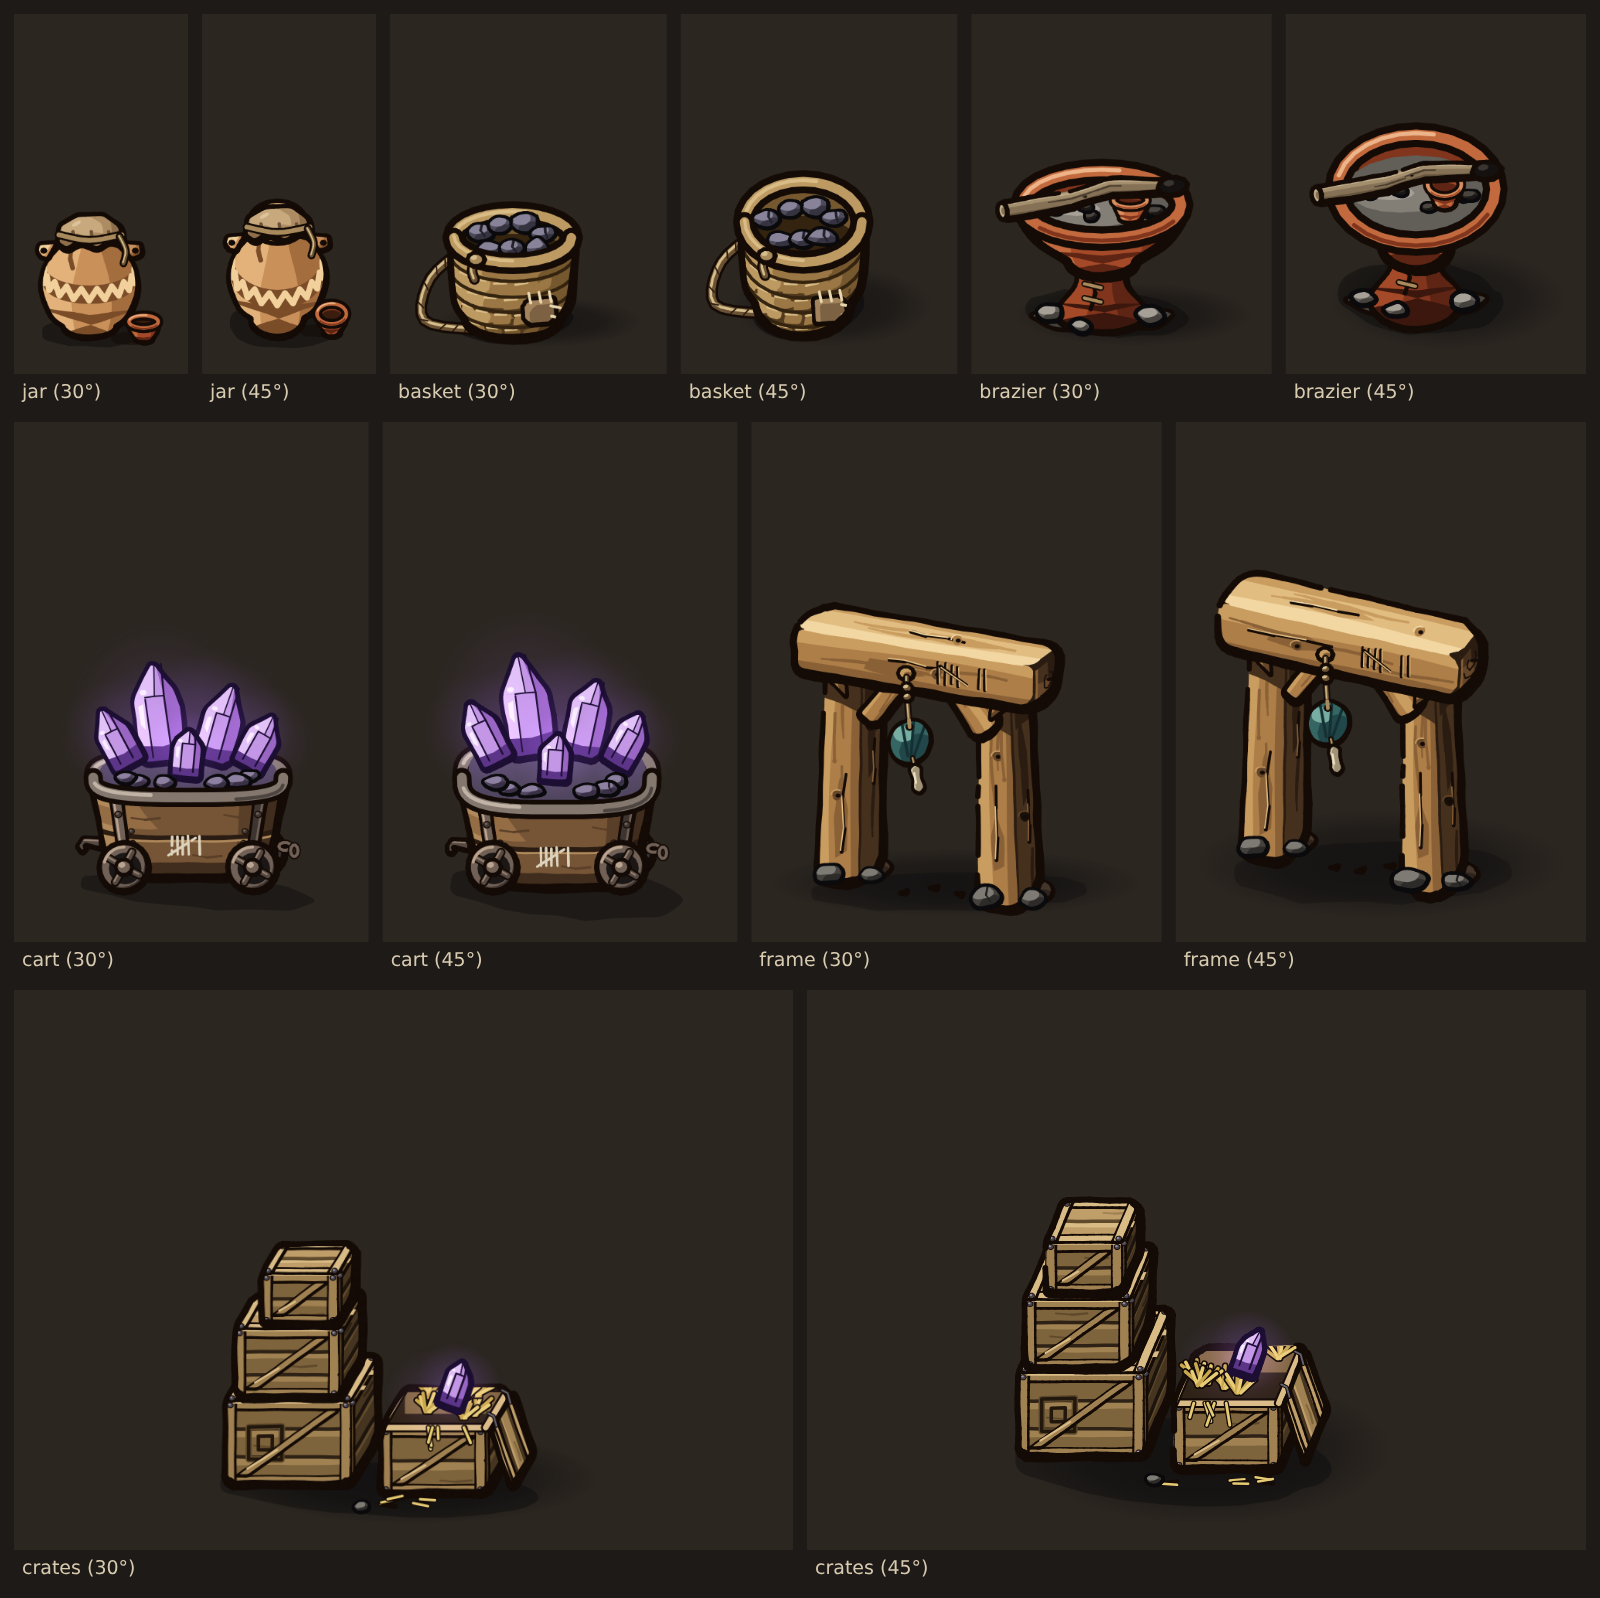 jar (30°)
jar (45°)
basket (30°)
basket (45°)
brazier (30°)
brazier (45°)
cart (30°)
cart (45°)
frame (30°)
frame (45°)
crates (30°)
crates (45°)